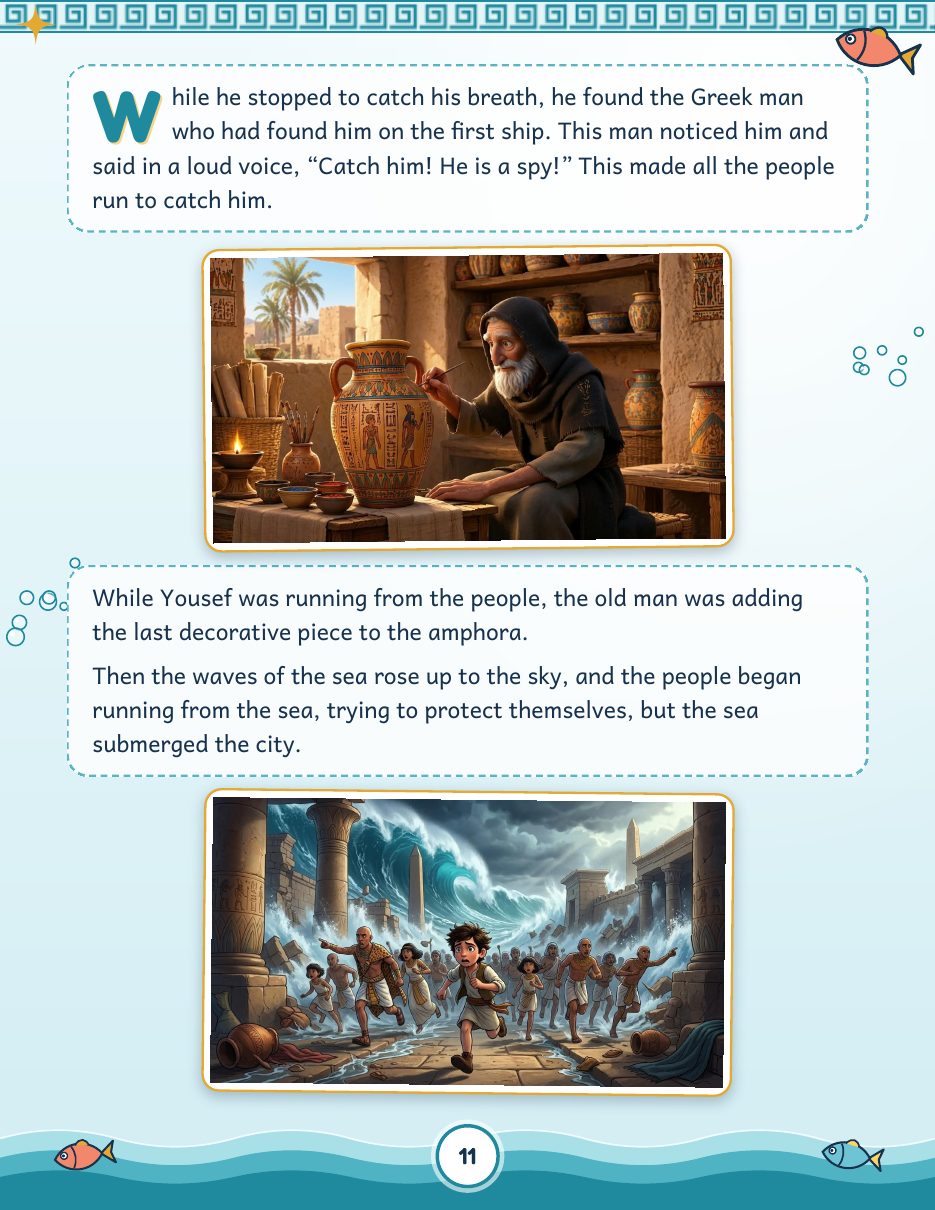 While he stopped to catch his breath, he found the Greek man
who had found him on the first ship. This man noticed him and
said in a loud voice, “Catch him! He is a spy!” This made all the people
run to catch him.
While Yousef was running from the people, the old man was adding
the last decorative piece to the amphora.
Then the waves of the sea rose up to the sky, and the people began
running from the sea, trying to protect themselves, but the sea
submerged the city.
11